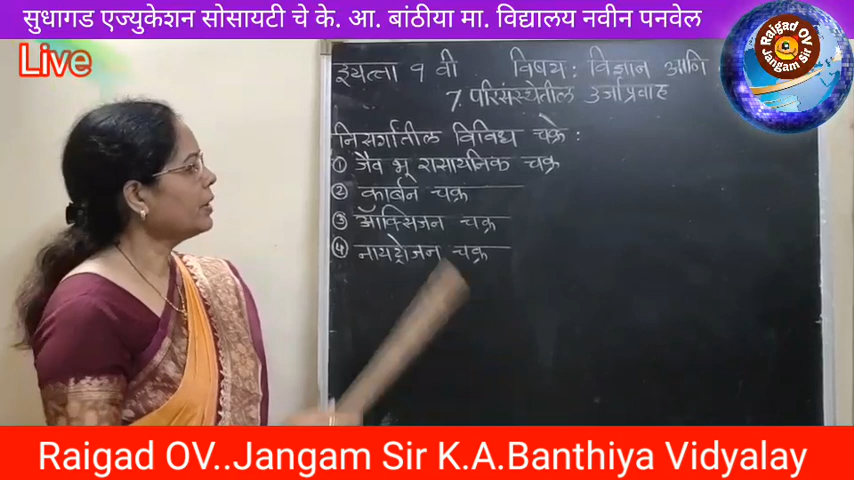 सुधागड एज्युकेशन सोसायटी चे के. आ. बांठीया मा. विद्यालय नवीन पनवेल
Live
Raigad OV
Jangam Sir
इयत्ता ९ वी विषय : विज्ञान आणि
7. परिसंस्थेतील उर्जाप्रवाह
निसर्गातील विविध चक्रे :
① जैव भू रासायनिक चक्र
② कार्बन चक्र
③ ऑक्सिजन चक्र
④ नायट्रोजन चक्र
Raigad OV..Jangam Sir K.A.Banthiya Vidyalay